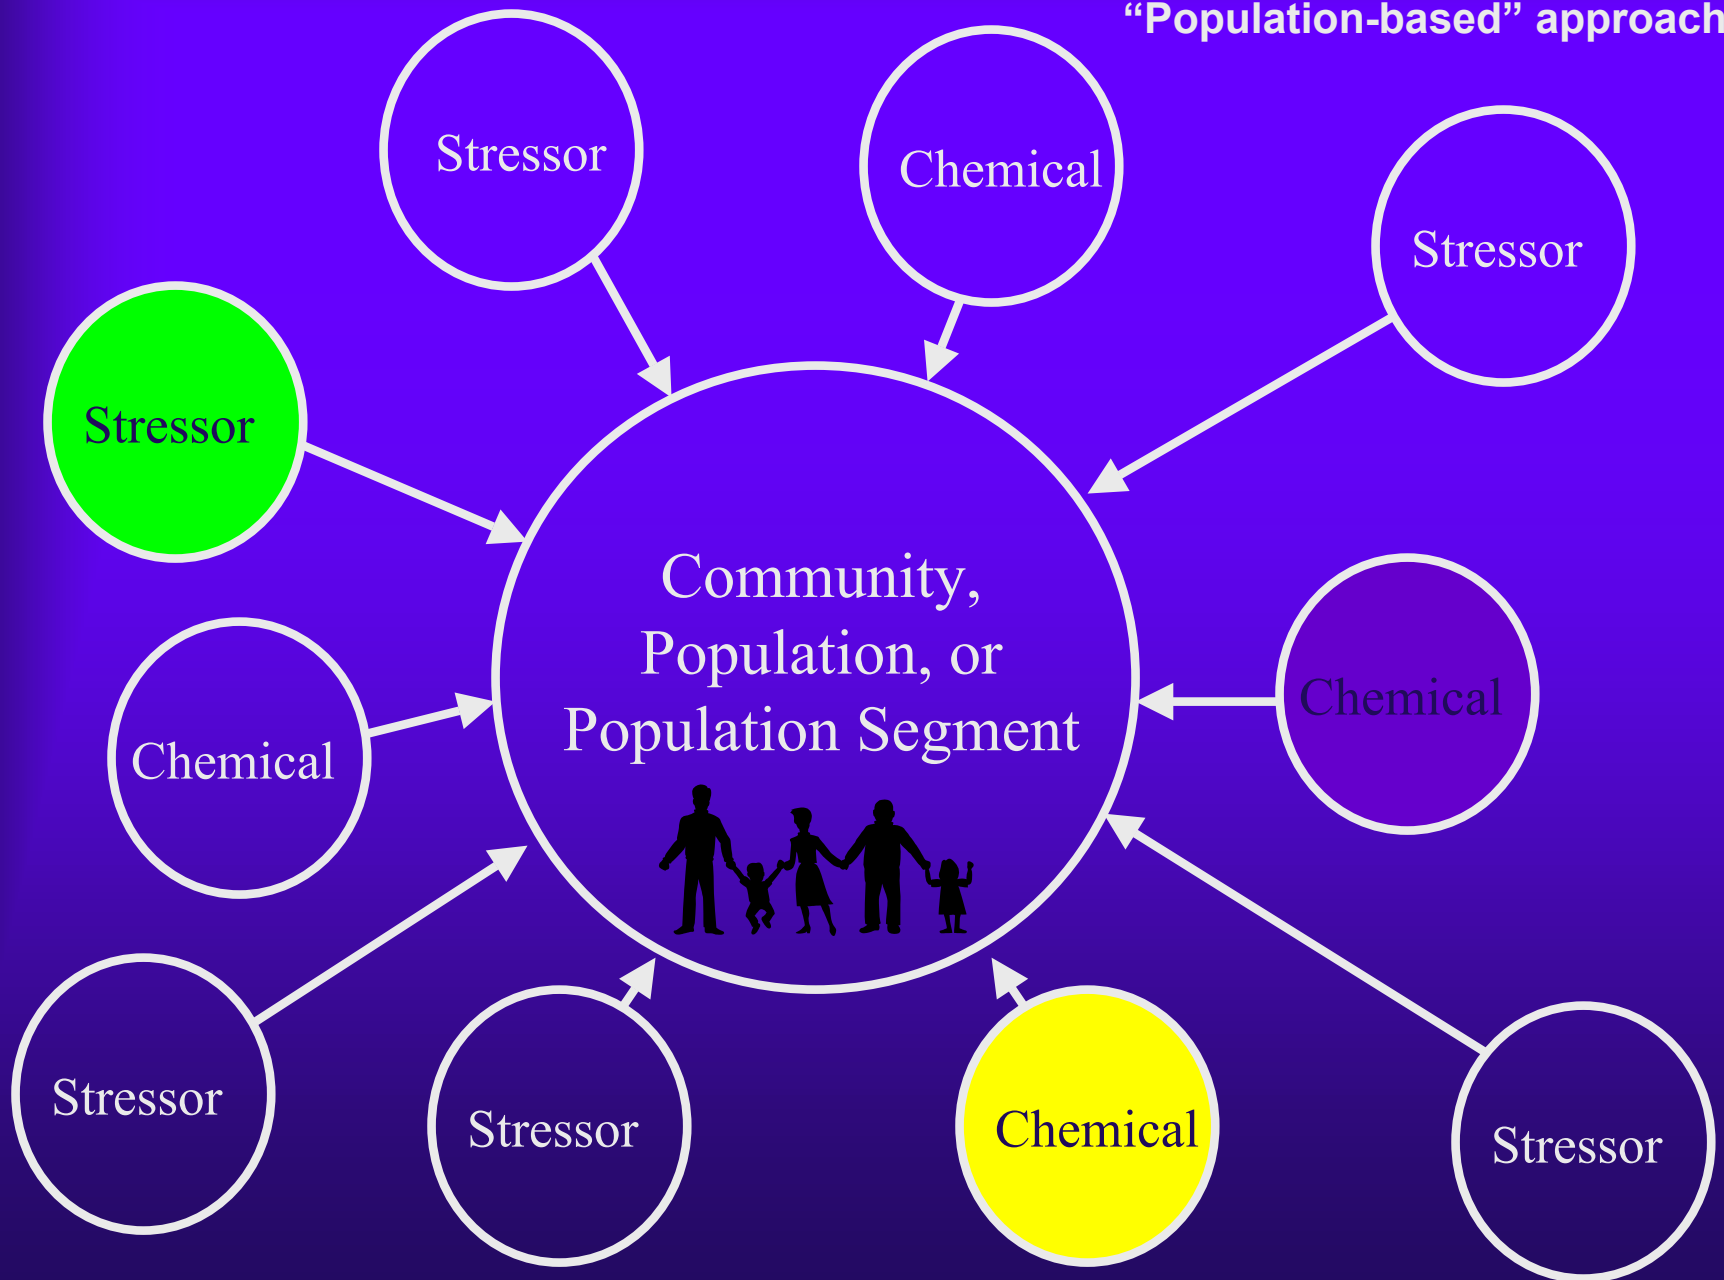 “Population-based” approach
Stressor
Chemical
Stressor
Stressor
Community,
Population, or
Population Segment
Chemical
Chemical
Stressor
Stressor
Chemical
Stressor